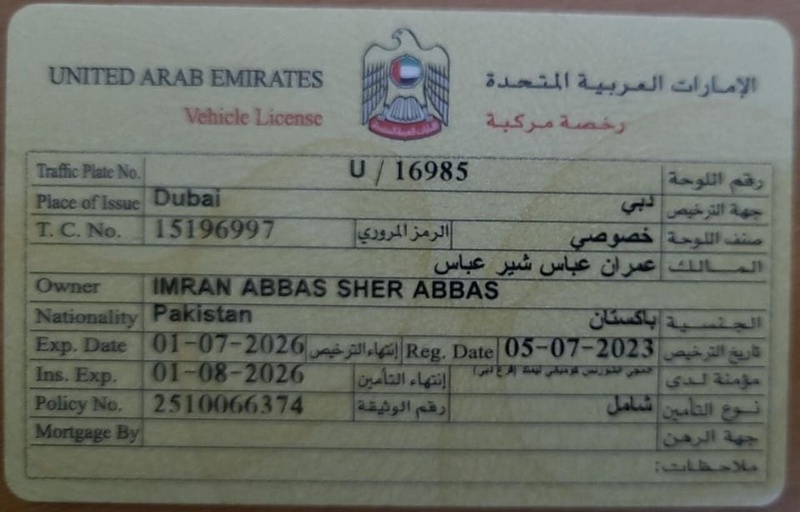 UNITED ARAB EMIRATES الإمارات العربية المتحدة
Vehicle License رخصة مركبة
Traffic Plate No. U / 16985 رقم اللوحة
Place of Issue Dubai دبي جهة الترخيص
T. C. No. 15196997 الرمز المروري خصوصي صنف اللوحة
عمران عباس شير عباس المالك
Owner IMRAN ABBAS SHER ABBAS
Nationality Pakistan باكستان الجنسية
Exp. Date 01-07-2026 إنتهاء الترخيص Reg. Date 05-07-2023 تاريخ الترخيص
Ins. Exp. 01-08-2026 إنتهاء التأمين مؤمنة لدى
Policy No. 2510066374 رقم الوثيقة شامل نوع التأمين
Mortgage By جهة الرهن
ملاحظات: